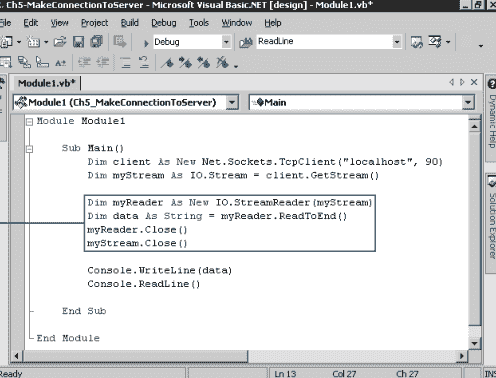 Ch5-MakeConnectionToServer - Microsoft Visual Basic.NET [design] - Module1.vb*
File Edit View Project Build Debug Tools Window Help
Debug ReadLine
Module1.vb*
Module1 (Ch5_MakeConnectionToServer) Main
Module Module1
Sub Main()
Dim client As New Net.Sockets.TcpClient("localhost", 90)
Dim myStream As IO.Stream = client.GetStream()
Dim myReader As New IO.StreamReader(myStream)
Dim data As String = myReader.ReadToEnd()
myReader.Close()
myStream.Close()
Console.WriteLine(data)
Console.ReadLine()
End Sub
End Module
Dynamic Help
Solution Explorer
Ready Ln 13 Col 27 Ch 27 INS